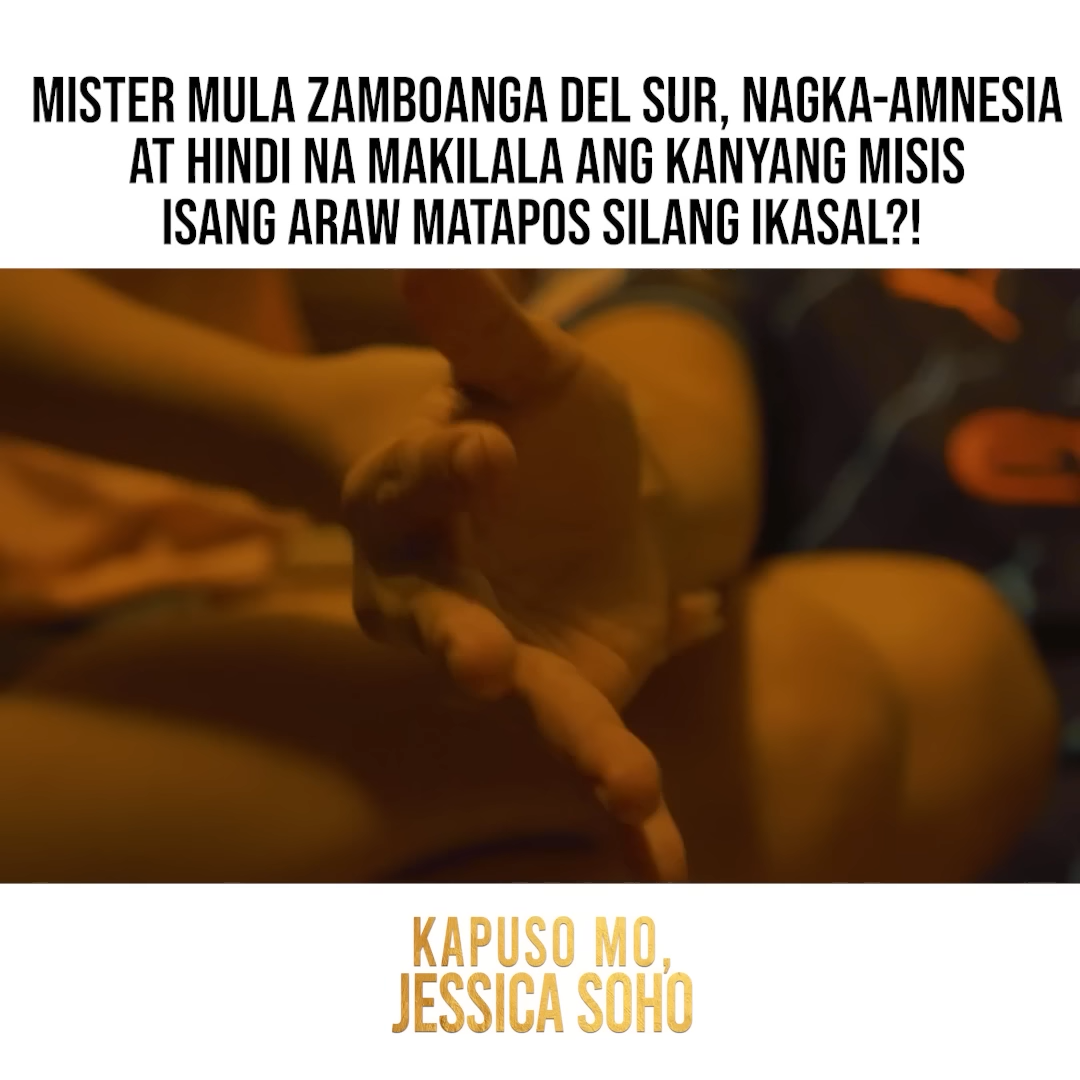 MISTER MULA ZAMBOANGA DEL SUR, NAGKA-AMNESIA
AT HINDI NA MAKILALA ANG KANYANG MISIS
ISANG ARAW MATAPOS SILANG IKASAL?!
KAPUSO MO,
JESSICA SOHO